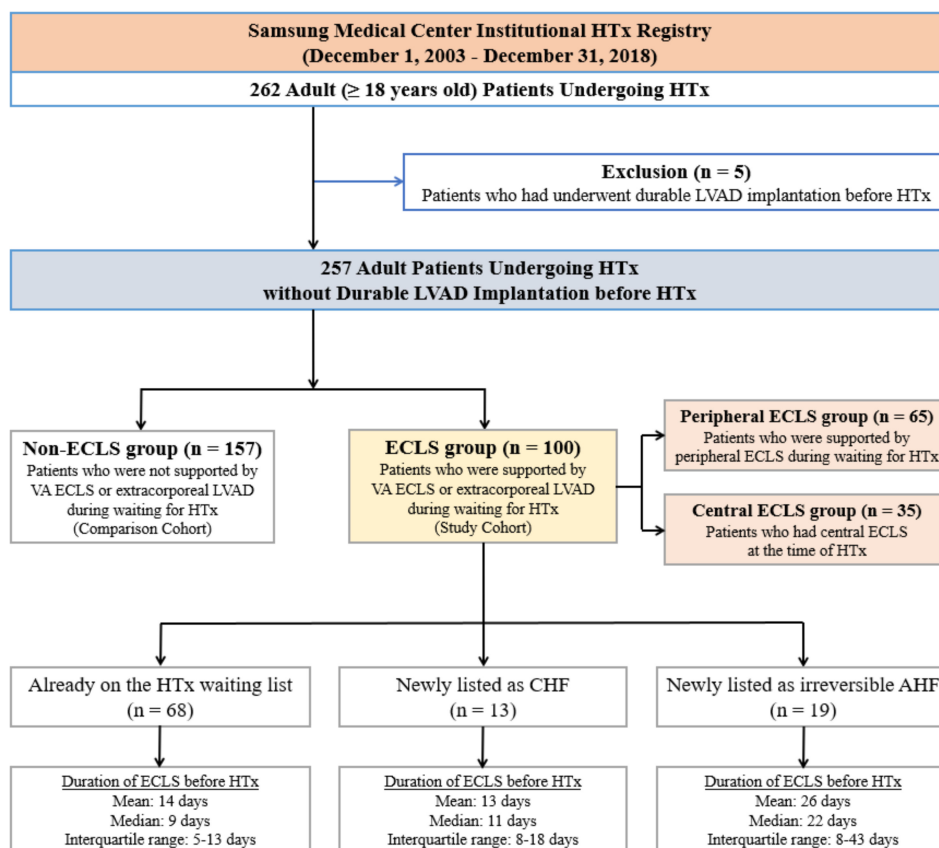 Samsung Medical Center Institutional HTx Registry
(December 1, 2003 - December 31, 2018)
262 Adult (≥ 18 years old) Patients Undergoing HTx
Exclusion (n = 5)
Patients who had underwent durable LVAD implantation before HTx
257 Adult Patients Undergoing HTx
without Durable LVAD Implantation before HTx
Non-ECLS group (n = 157)
Patients who were not supported by
VA ECLS or extracorporeal LVAD
during waiting for HTx
(Comparison Cohort)
ECLS group (n = 100)
Patients who were supported by
VA ECLS or extracorporeal LVAD
during waiting for HTx
(Study Cohort)
Peripheral ECLS group (n = 65)
Patients who were supported by
peripheral ECLS during waiting for HTx
Central ECLS group (n = 35)
Patients who had central ECLS
at the time of HTx
Already on the HTx waiting list
(n = 68)
Newly listed as CHF
(n = 13)
Newly listed as irreversible AHF
(n = 19)
Duration of ECLS before HTx
Mean: 14 days
Median: 9 days
Interquartile range: 5-13 days
Duration of ECLS before HTx
Mean: 13 days
Median: 11 days
Interquartile range: 8-18 days
Duration of ECLS before HTx
Mean: 26 days
Median: 22 days
Interquartile range: 8-43 days